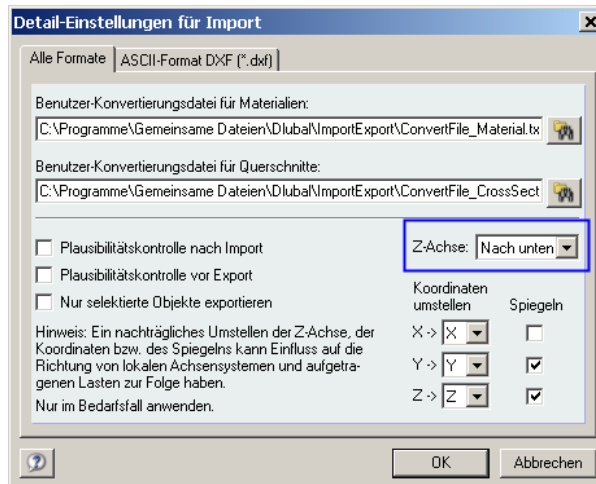 Detail-Einstellungen für Import
Alle Formate
ASCII-Format DXF (*.dxf)
Benutzer-Konvertierungsdatei für Materialien:
C:\Programme\Gemeinsame Dateien\Dlubal\ImportExport\ConvertFile_Material.tx
Benutzer-Konvertierungsdatei für Querschnitte:
C:\Programme\Gemeinsame Dateien\Dlubal\ImportExport\ConvertFile_CrossSect
Plausibilitätskontrolle nach Import
Plausibilitätskontrolle vor Export
Nur selektierte Objekte exportieren
Hinweis: Ein nachträgliches Umstellen der Z-Achse, der
Koordinaten bzw. des Spiegelns kann Einfluss auf die
Richtung von lokalen Achsensystemen und aufgetra-
genen Lasten zur Folge haben.
Nur im Bedarfsfall anwenden.
Z-Achse: Nach unten
Koordinaten
umstellen
Spiegeln
X -> X
Y -> Y
Z -> Z
?
OK
Abbrechen